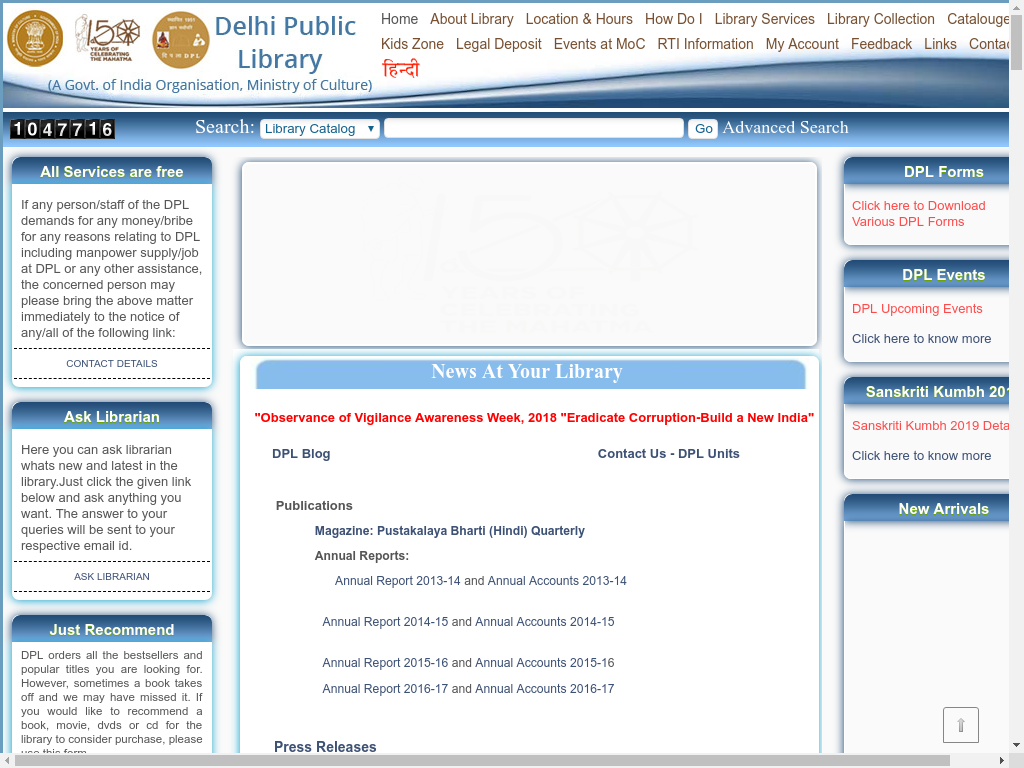 Delhi Public
Library
(A Govt. of India Organisation, Ministry of Culture)
150
YEARS OF
CELEBRATING
THE MAHATMA
Home About Library Location & Hours How Do I Library Services Library Collection Catalouge
Kids Zone Legal Deposit Events at MoC RTI Information My Account Feedback Links Contac
हिन्दी
1047716
Search: Library Catalog Go Advanced Search
All Services are free
If any person/staff of the DPL
demands for any money/bribe
for any reasons relating to DPL
including manpower supply/job
at DPL or any other assistance,
the concerned person may
please bring the above matter
immediately to the notice of
any/all of the following link:
CONTACT DETAILS
Ask Librarian
Here you can ask librarian
whats new and latest in the
library.Just click the given link
below and ask anything you
want. The answer to your
queries will be sent to your
respective email id.
ASK LIBRARIAN
Just Recommend
DPL orders all the bestsellers and
popular titles you are looking for.
However, sometimes a book takes
off and we may have missed it. If
you would like to recommend a
book, movie, dvds or cd for the
library to consider purchase, please
use this form
150
YEARS OF
CELEBRATING
THE MAHATMA
News At Your Library
"Observance of Vigilance Awareness Week, 2018 "Eradicate Corruption-Build a New India"
DPL Blog Contact Us - DPL Units
Publications
Magazine: Pustakalaya Bharti (Hindi) Quarterly
Annual Reports:
Annual Report 2013-14 and Annual Accounts 2013-14
Annual Report 2014-15 and Annual Accounts 2014-15
Annual Report 2015-16 and Annual Accounts 2015-16
Annual Report 2016-17 and Annual Accounts 2016-17
Press Releases
DPL Forms
Click here to Download
Various DPL Forms
DPL Events
DPL Upcoming Events
Click here to know more
Sanskriti Kumbh 201
Sanskriti Kumbh 2019 Deta
Click here to know more
New Arrivals